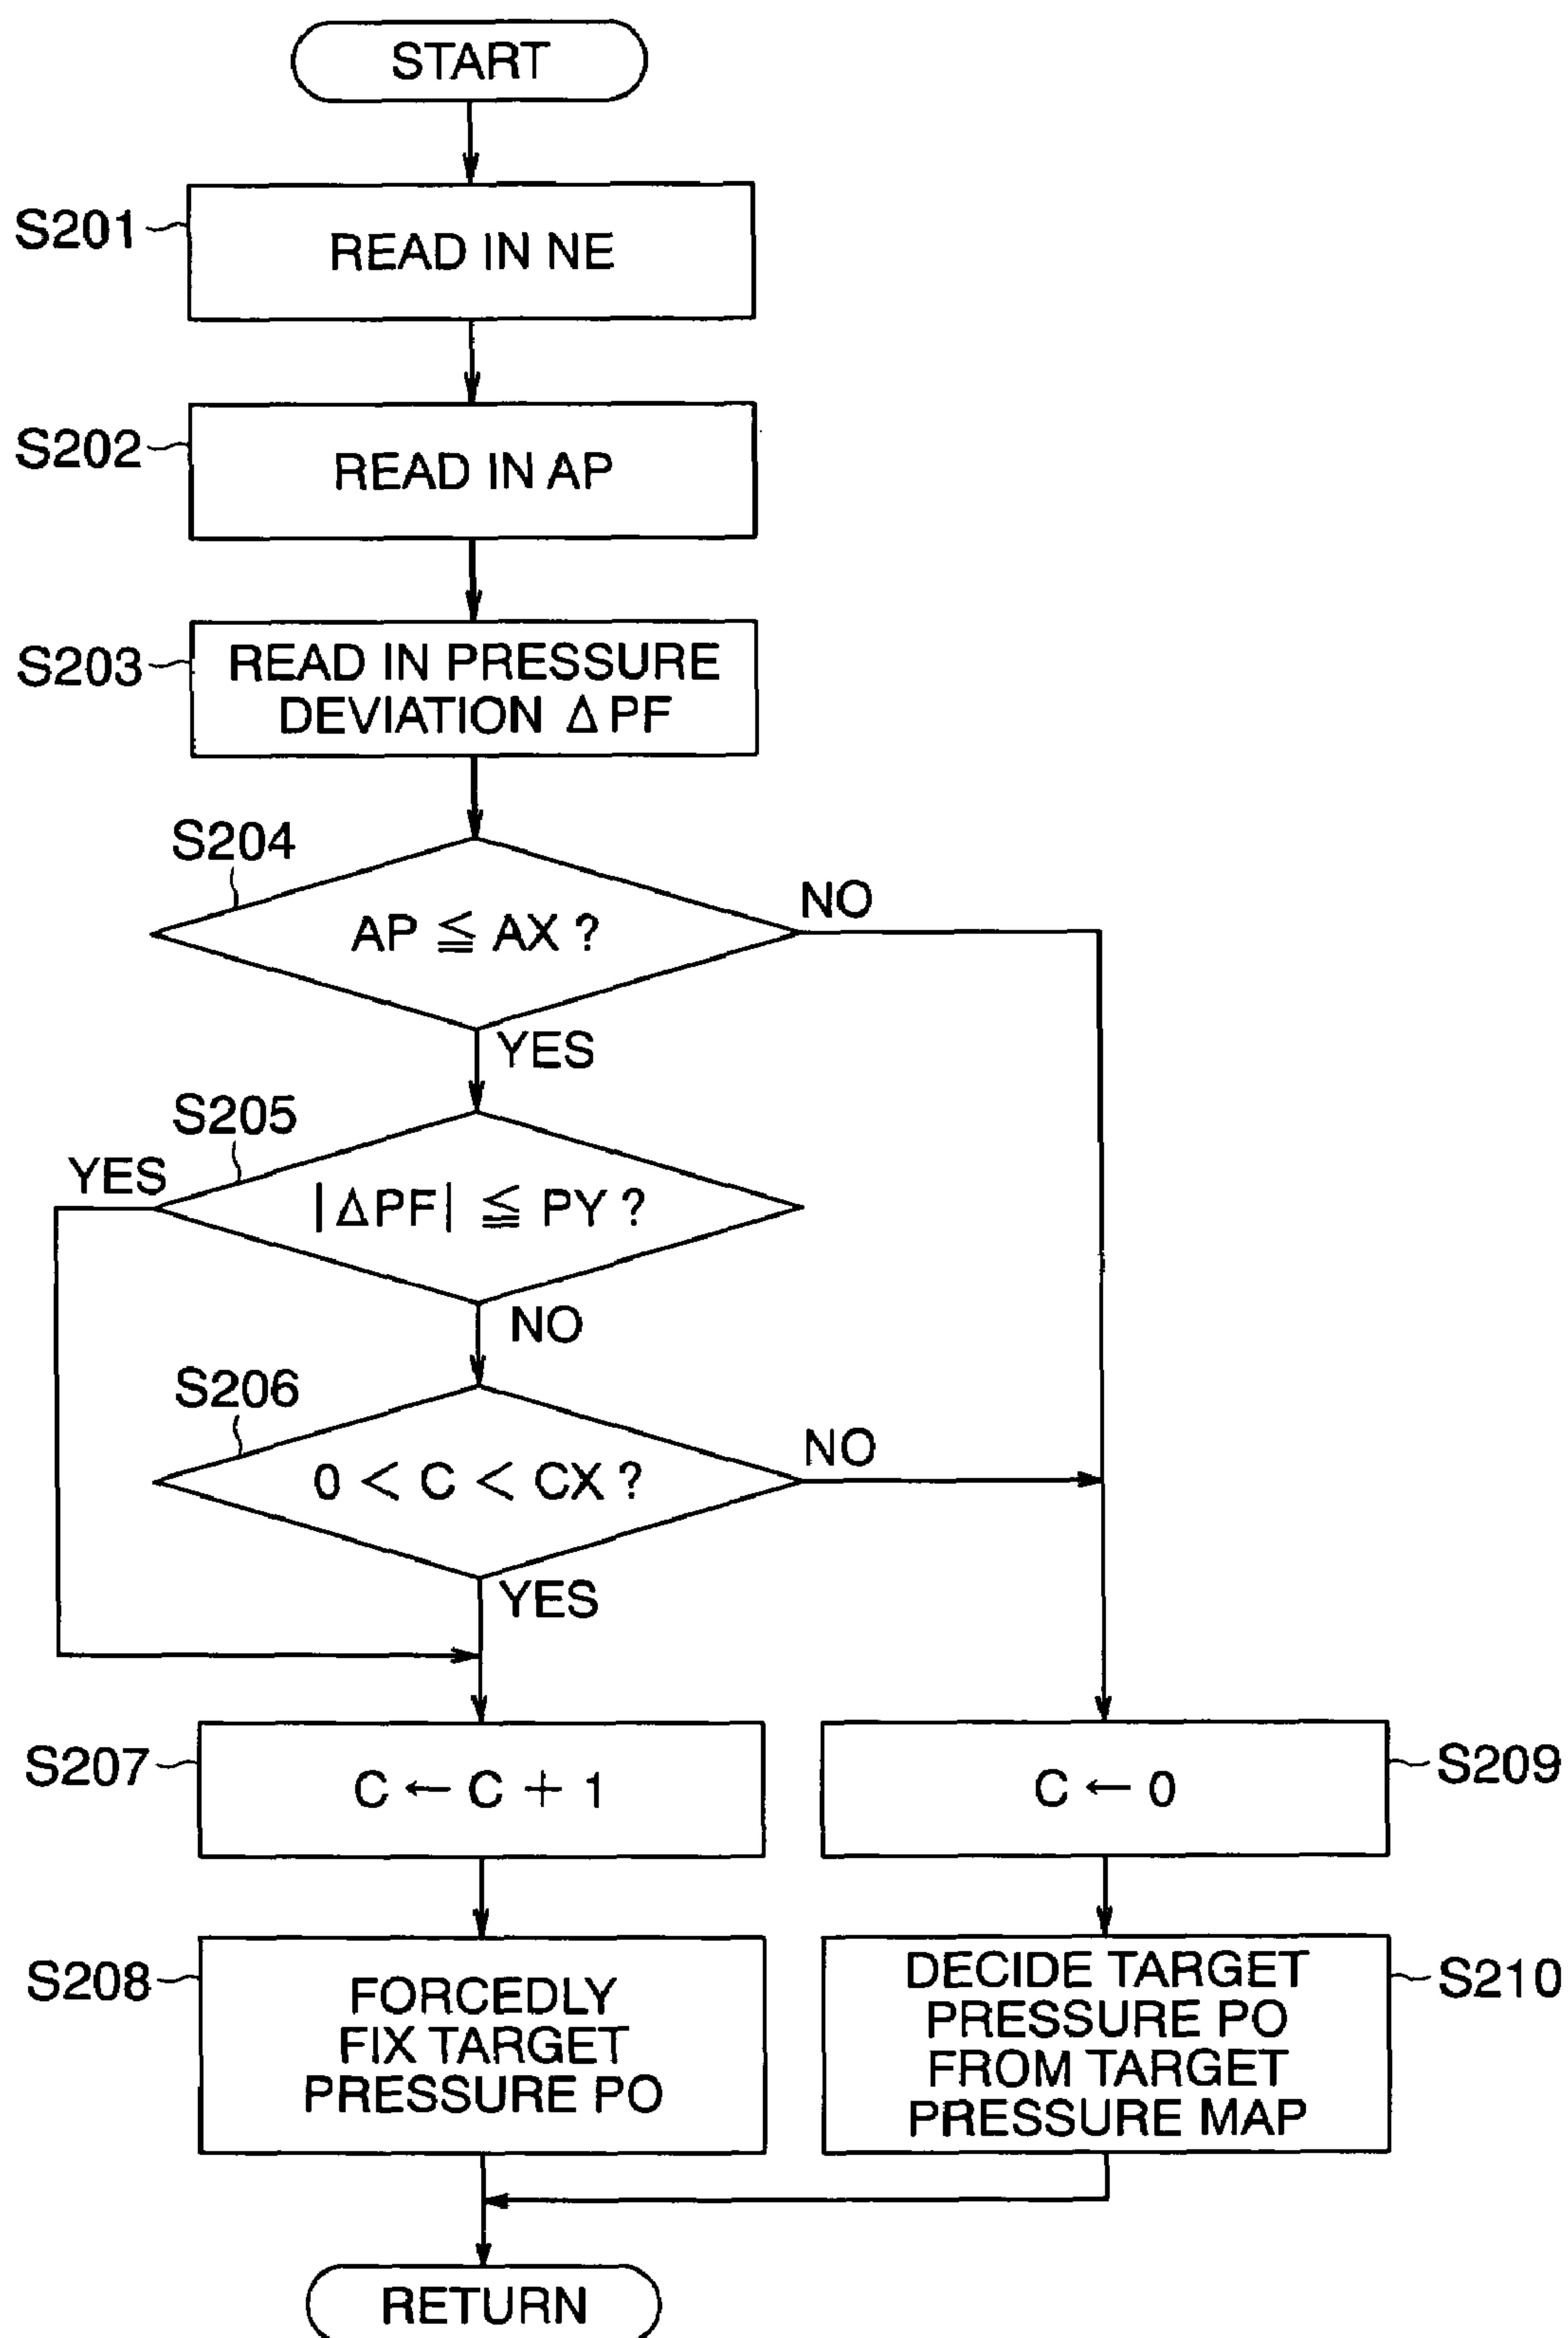 START
S201
READ IN NE
S202
READ IN AP
S203
READ IN PRESSURE
DEVIATION Δ PF
S204
AP ≦ AX ?
NO
YES
S205
YES
|ΔPF| ≦ PY ?
NO
S206
0 < C < CX ?
NO
YES
S207
C ← C + 1
C ← 0
S209
S208
FORCEDLY
FIX TARGET
PRESSURE PO
DECIDE TARGET
PRESSURE PO
FROM TARGET
PRESSURE MAP
S210
RETURN